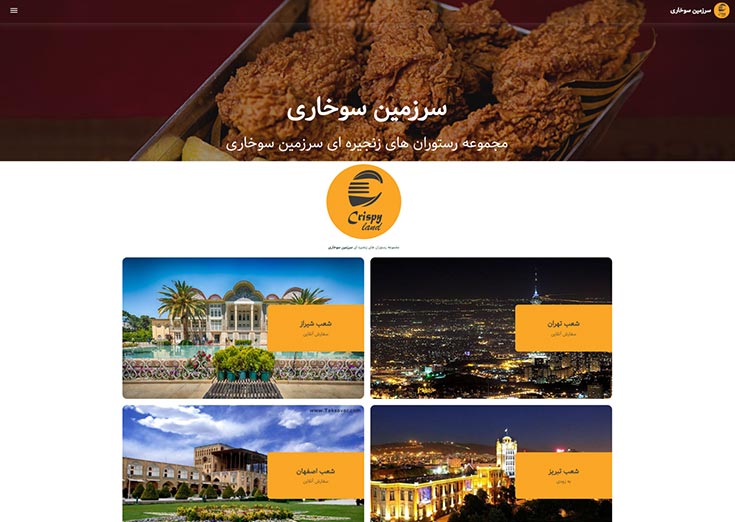 سرزمین سوخاری
سرزمین سوخاری
مجموعه رستوران های زنجیره ای سرزمین سوخاری
Crispy
land
مجموعه رستوران های زنجیره ای سرزمین سوخاری
شعب تهران
سفارش آنلاین
شعب شیراز
سفارش آنلاین
شعب تبریز
به زودی
www.Taknavaz.com
شعب اصفهان
سفارش آنلاین